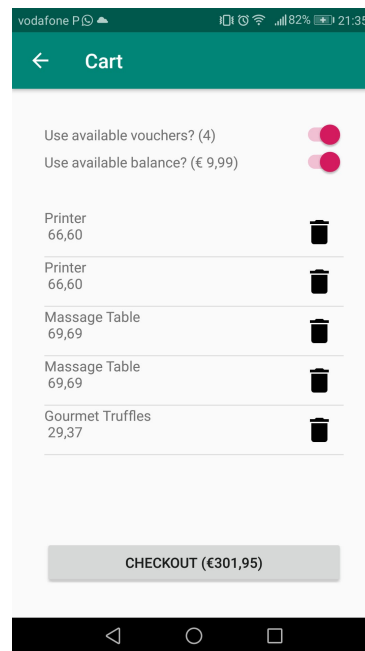 vodafone P 82% 21:35
Cart
Use available vouchers? (4)
Use available balance? (€ 9,99)
Printer
66,60
Printer
66,60
Massage Table
69,69
Massage Table
69,69
Gourmet Truffles
29,37
CHECKOUT (€301,95)